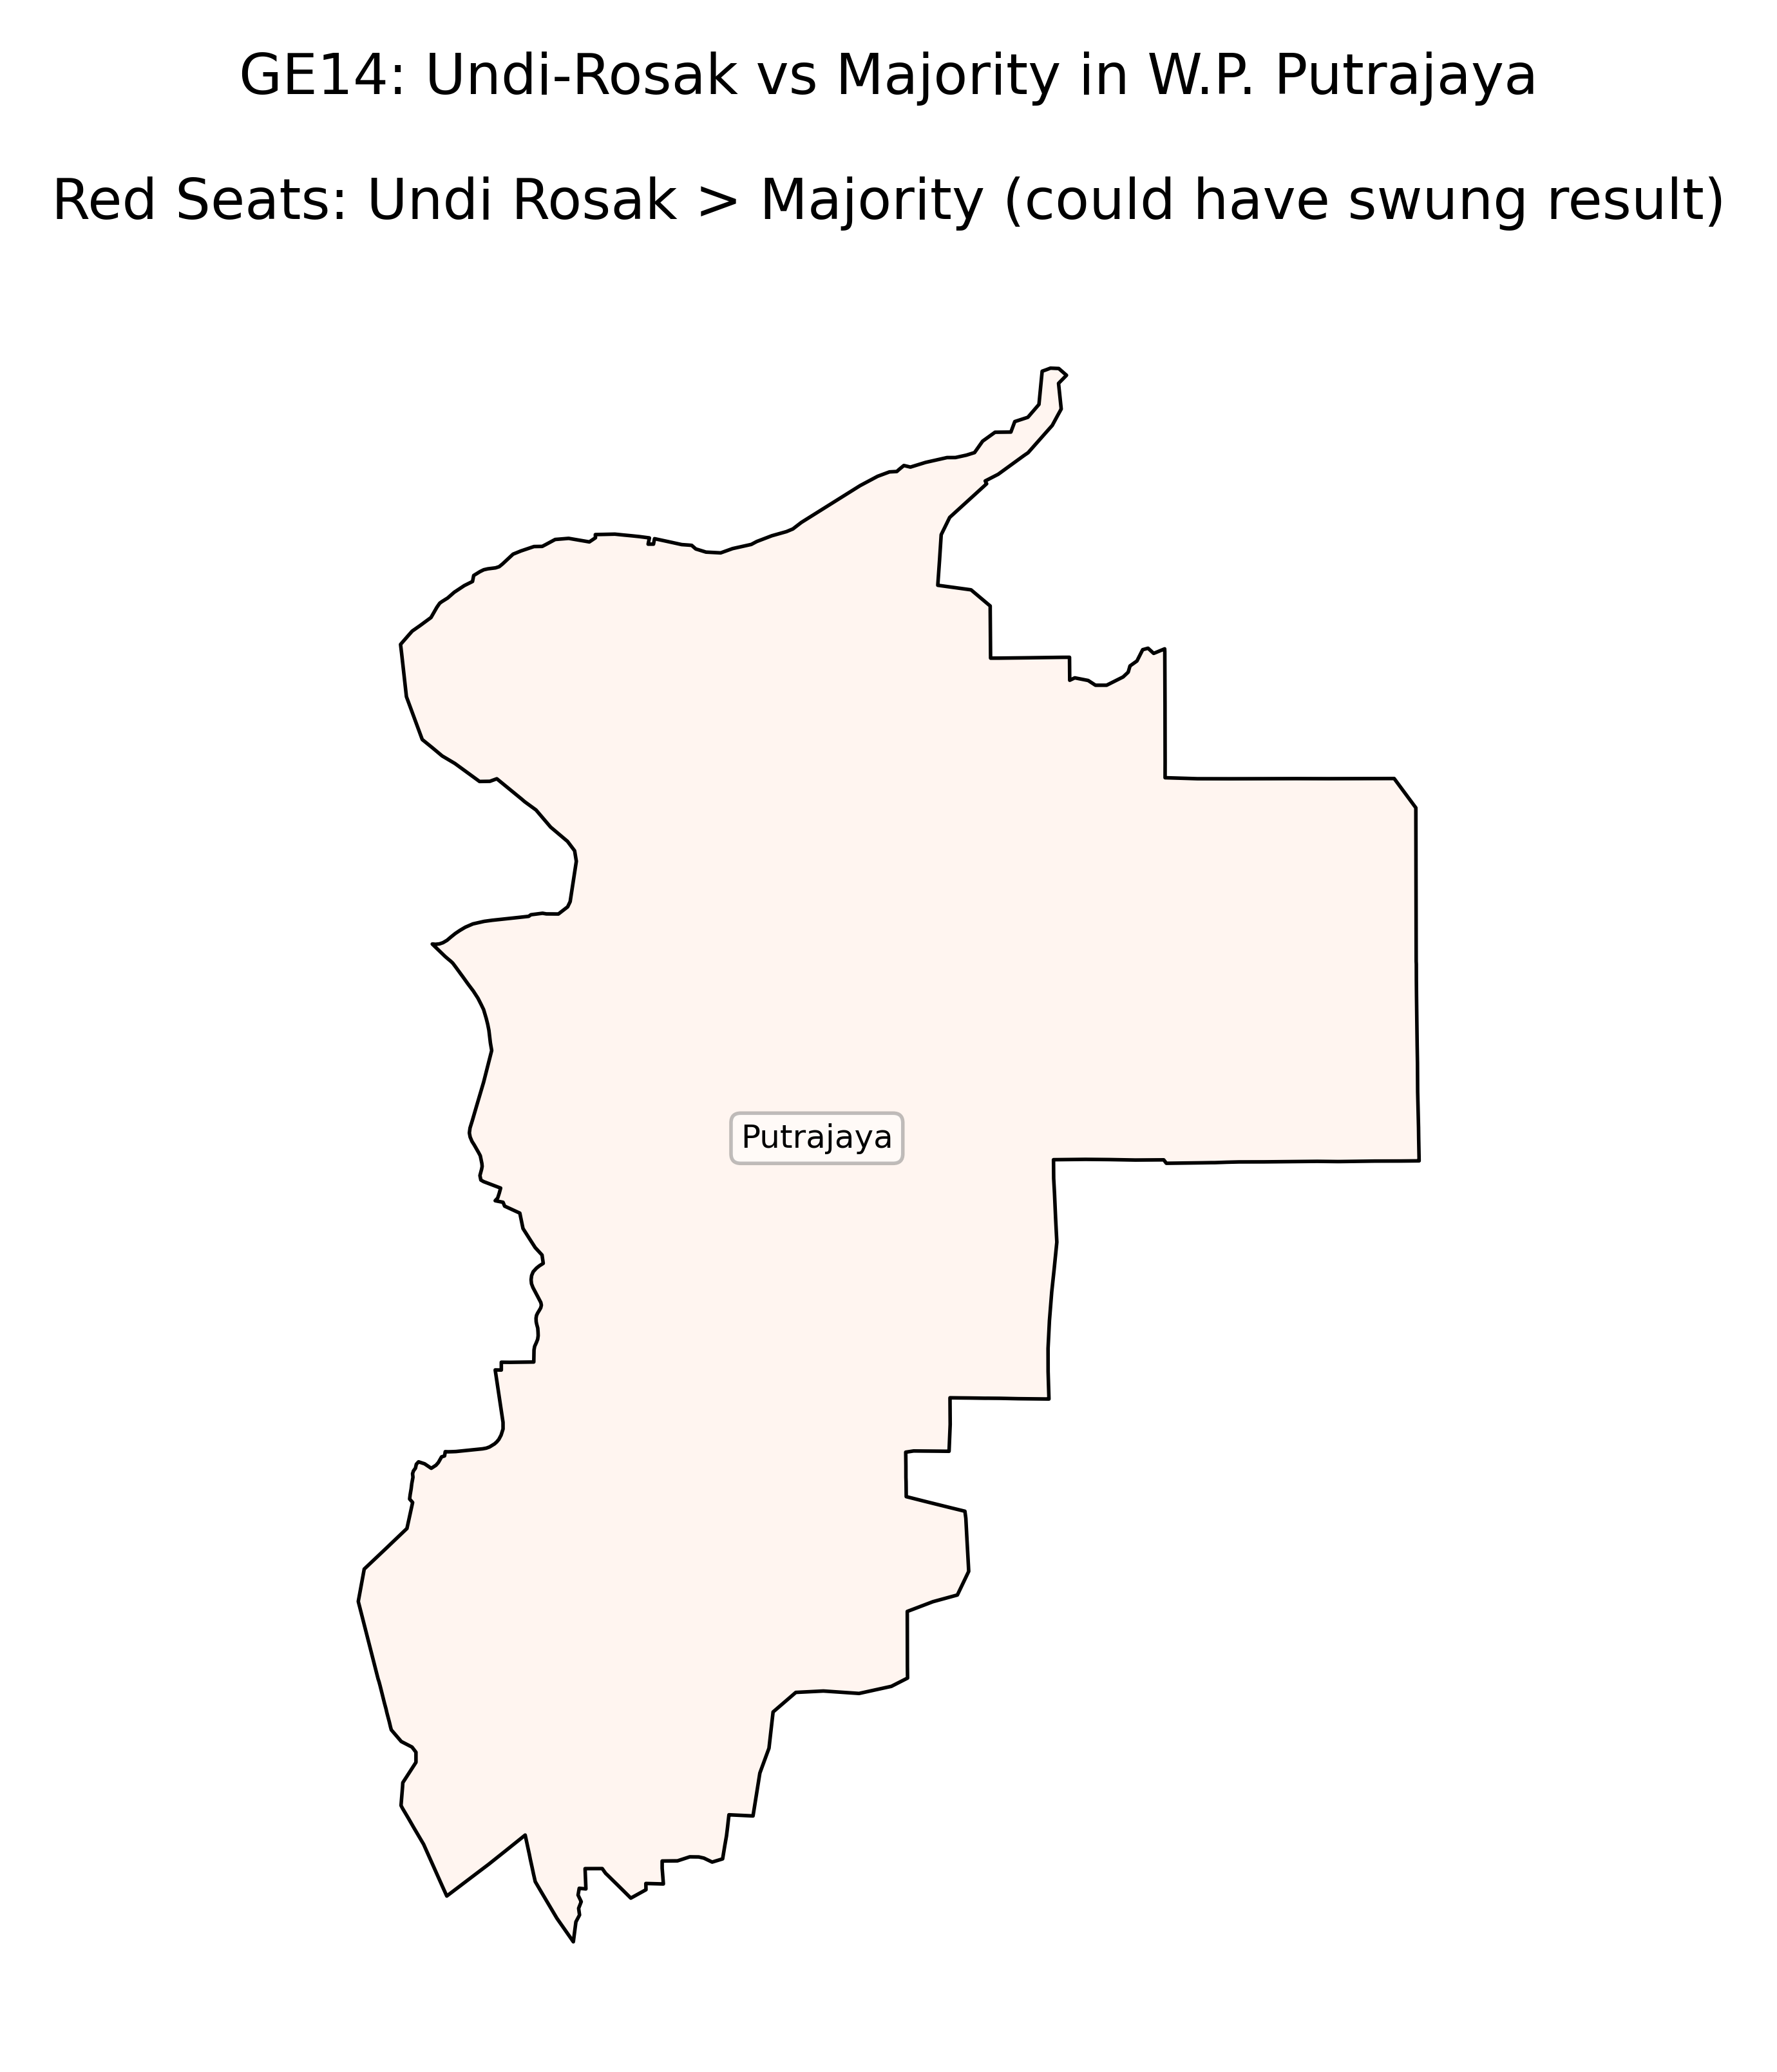 GE14: Undi-Rosak vs Majority in W.P. Putrajaya
Red Seats: Undi Rosak > Majority (could have swung result)
Putrajaya